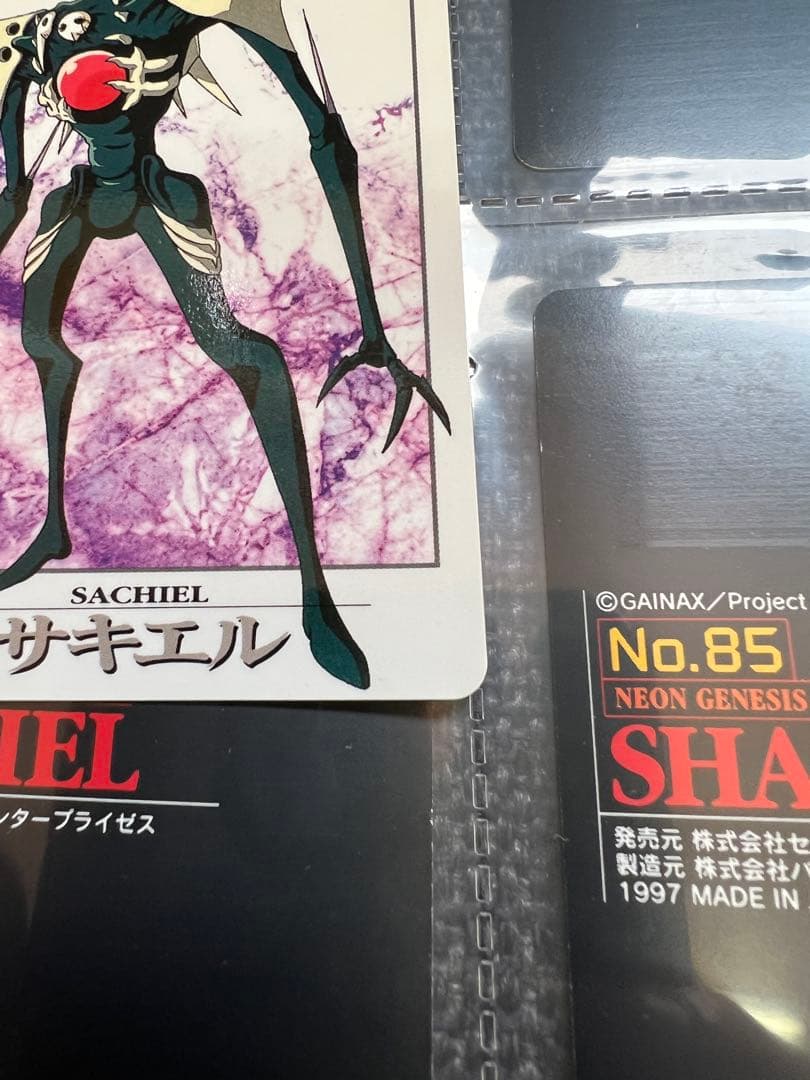 SACHIEL
サキエル
HIEL
ンタープライゼス
©GAINAX／Project
No.85
NEON GENESIS
SHA
発売元 株式会社セ
製造元 株式会社バ
1997 MADE IN